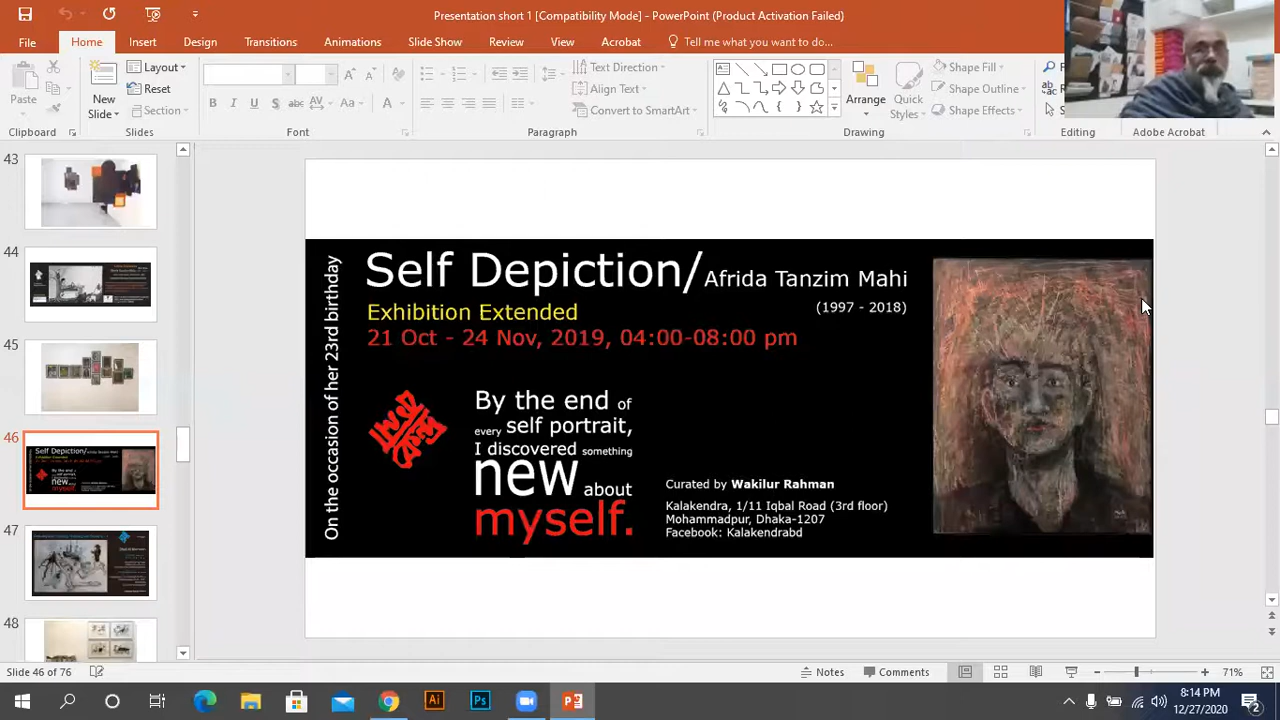 Presentation short 1 [Compatibility Mode] - PowerPoint (Product Activation Failed)
File Home Insert Design Transitions Animations Slide Show Review View Acrobat Tell me what you want to do...
Paste
New Slide
Layout
Reset
Section
Text Direction
Align Text
Convert to SmartArt
Arrange
Quick Styles
Shape Fill
Shape Outline
Shape Effects
Clipboard Slides Font Paragraph Drawing Editing Adobe Acrobat
43
44
45
46
47
48
On the occasion of her 23rd birthday
Self Depiction/ Afrida Tanzim Mahi
(1997 - 2018)
Exhibition Extended
21 Oct - 24 Nov, 2019, 04:00-08:00 pm
By the end of
every self portrait,
I discovered something
new about
myself.
Curated by Wakilur Rahman
Kalakendra, 1/11 Iqbal Road (3rd floor)
Mohammadpur, Dhaka-1207
Facebook: Kalakendrabd
Slide 46 of 76
Notes Comments 71%
8:14 PM
12/27/2020
2